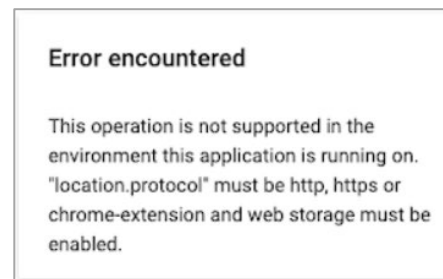 Error encountered
This operation is not supported in the
environment this application is running on.
"location.protocol" must be http, https or
chrome-extension and web storage must be
enabled.